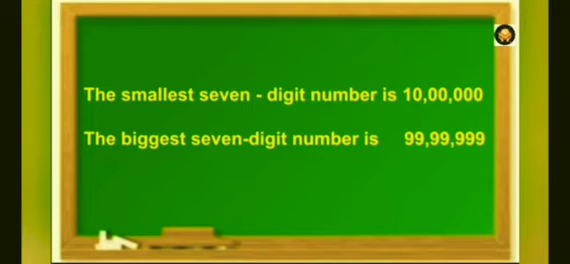 The smallest seven - digit number is 10,00,000
The biggest seven-digit number is 99,99,999